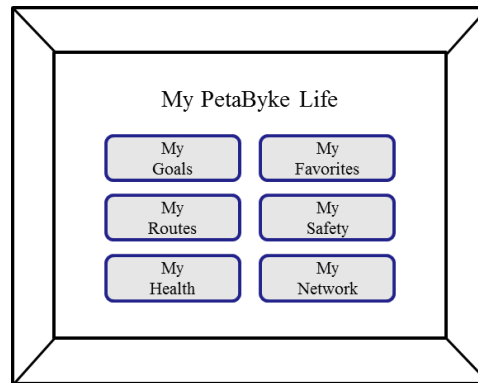 My PetaByke Life
My
Goals
My
Favorites
My
Routes
My
Safety
My
Health
My
Network